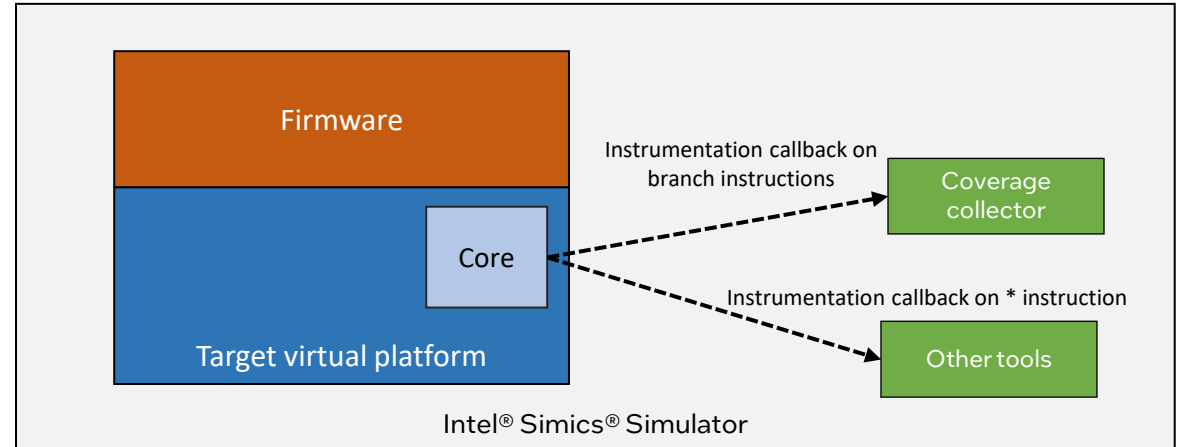 Firmware
Instrumentation callback on
branch instructions
Coverage
collector
Core
Instrumentation callback on * instruction
Target virtual platform
Other tools
Intel® Simics® Simulator